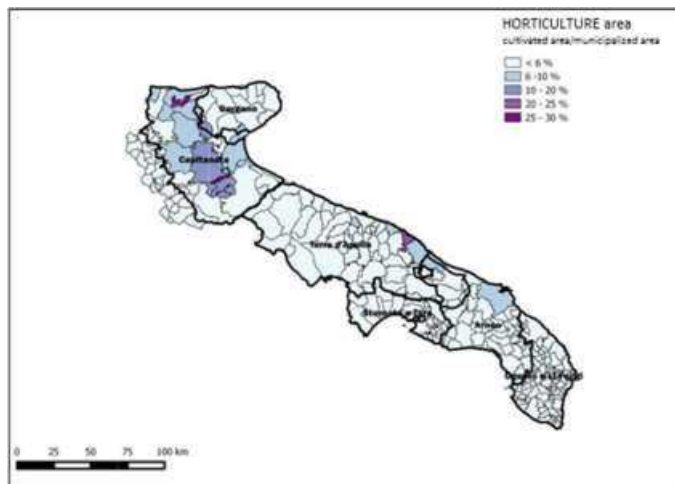 HORTICULTURE area
cultivated area/municipalized area
< 6 %
6 -10 %
10 - 20 %
20 - 25 %
25 - 30 %
Gargano
Capitanata
Terra d'Apulia
Arneo
0 25 50 75 100 km